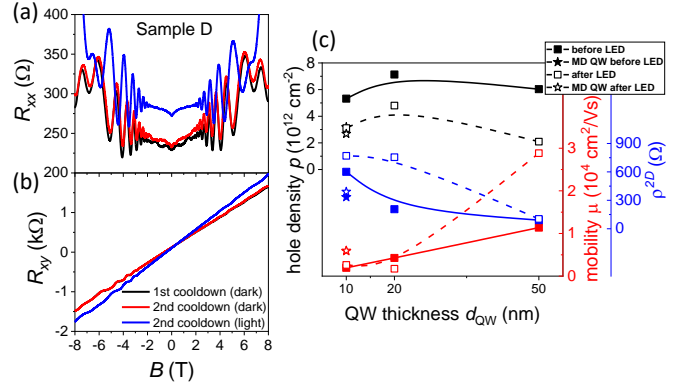 (a)
Sample D
400
350
300
250
200
R_xx (Ω)
(b)
1
0
-1
-2
R_xy (kΩ)
1st cooldown (dark)
2nd cooldown (dark)
2nd cooldown (light)
-8 -6 -4 -2 0 2 4 6 8
B (T)
(c)
before LED
MD QW before LED
after LED
MD QW after LED
8
6
4
2
0
hole density p (10^12 cm^-2)
3
2
1
0
mobility μ (10^4 cm^2/Vs)
900
600
300
0
ρ^2D (Ω)
10 20 50
QW thickness d_QW (nm)